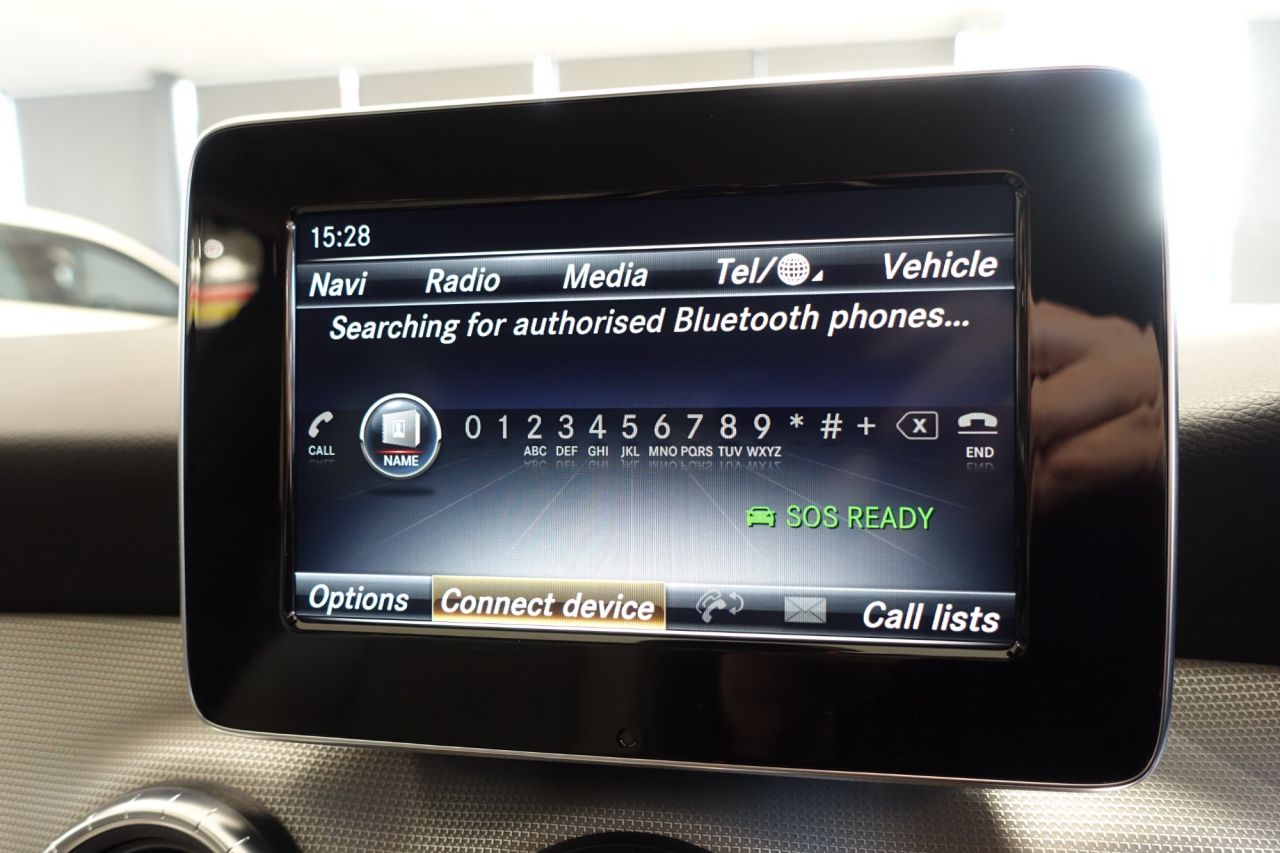 15:28
Navi Radio Media Tel/ Vehicle
Searching for authorised Bluetooth phones...
CALL NAME 0 1 2 3 4 5 6 7 8 9 * # + x END
ABC DEF GHI JKL MNO PQRS TUV WXYZ
SOS READY
Options Connect device Call lists